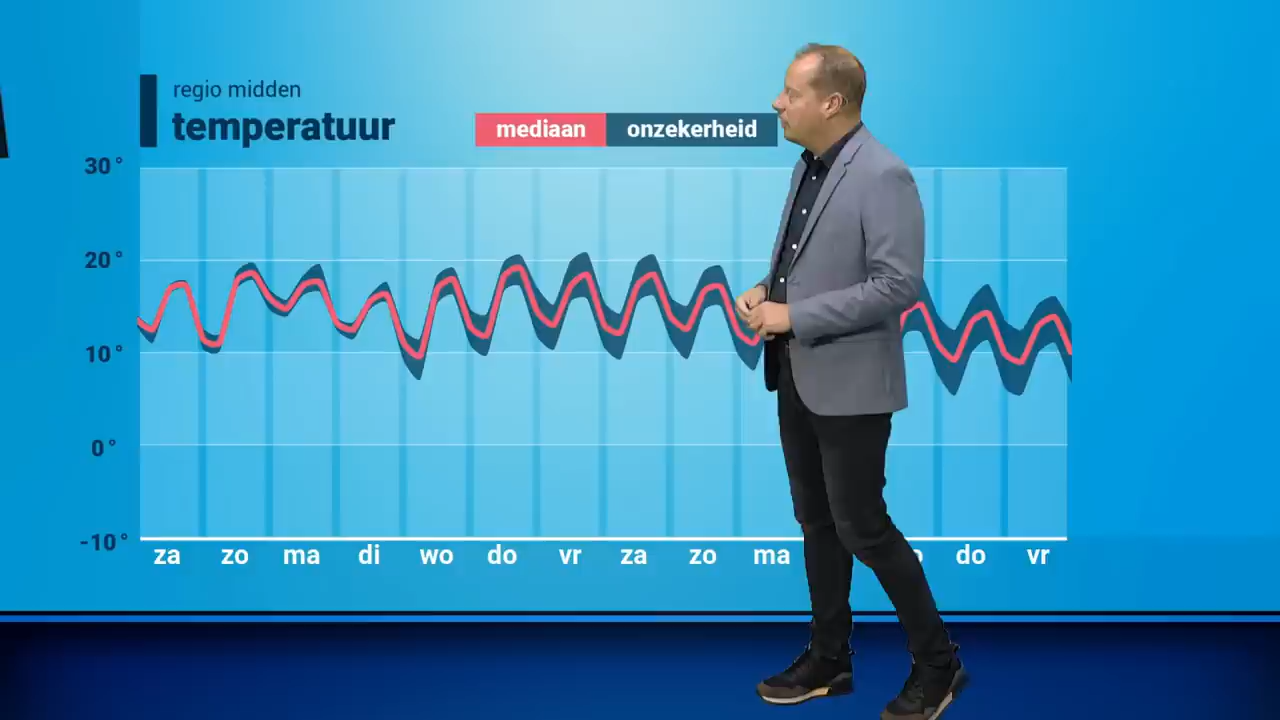 regio midden
temperatuur
mediaan onzekerheid
30°
20°
10°
0°
-10°
za zo ma di wo do vr za zo ma do vr